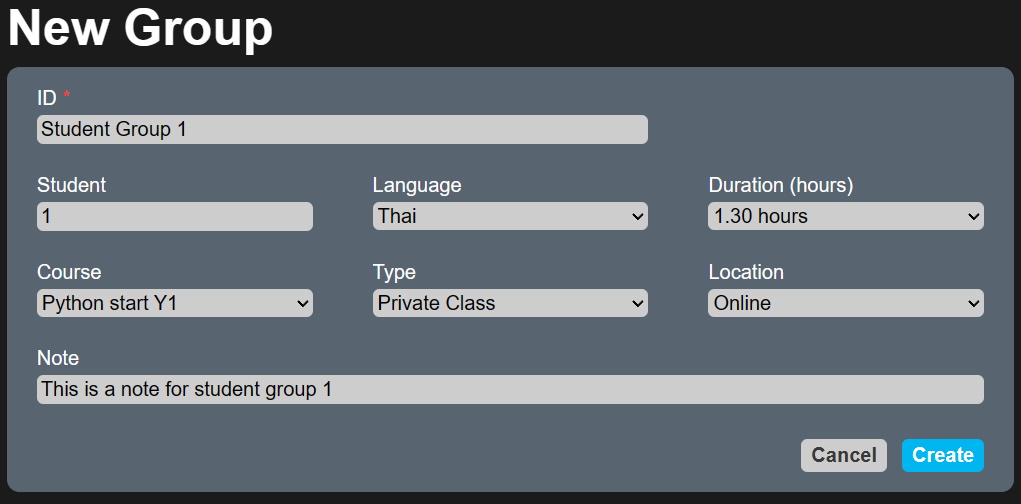 New Group
ID *
Student Group 1
Student Language Duration (hours)
1 Thai 1.30 hours
Course Type Location
Python start Y1 Private Class Online
Note
This is a note for student group 1
Cancel Create